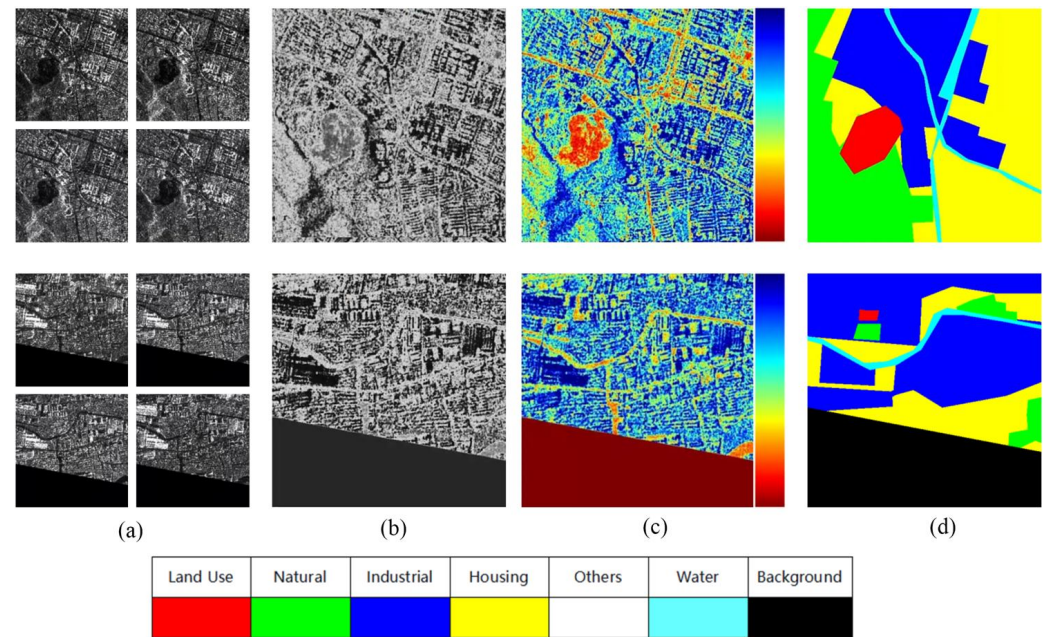 (a) (b) (c) (d)
Land Use Natural Industrial Housing Others Water Background